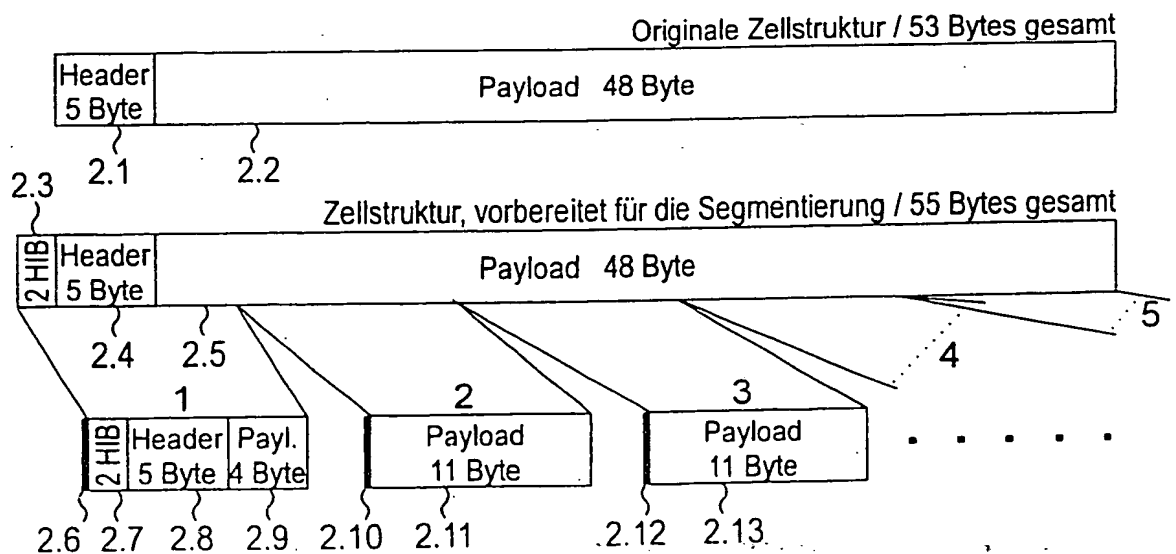 Originale Zellstruktur / 53 Bytes gesamt
Header
5 Byte
Payload 48 Byte
2.1
2.2
2.3
Zellstruktur, vorbereitet für die Segmentierung / 55 Bytes gesamt
2 HIB
Header
5 Byte
Payload 48 Byte
2.4
2.5
4
5
1
2
3
2 HIB
Header
5 Byte
Payl.
4 Byte
Payload
11 Byte
Payload
11 Byte
2.6
2.7
2.8
2.9
2.10
2.11
2.12
2.13